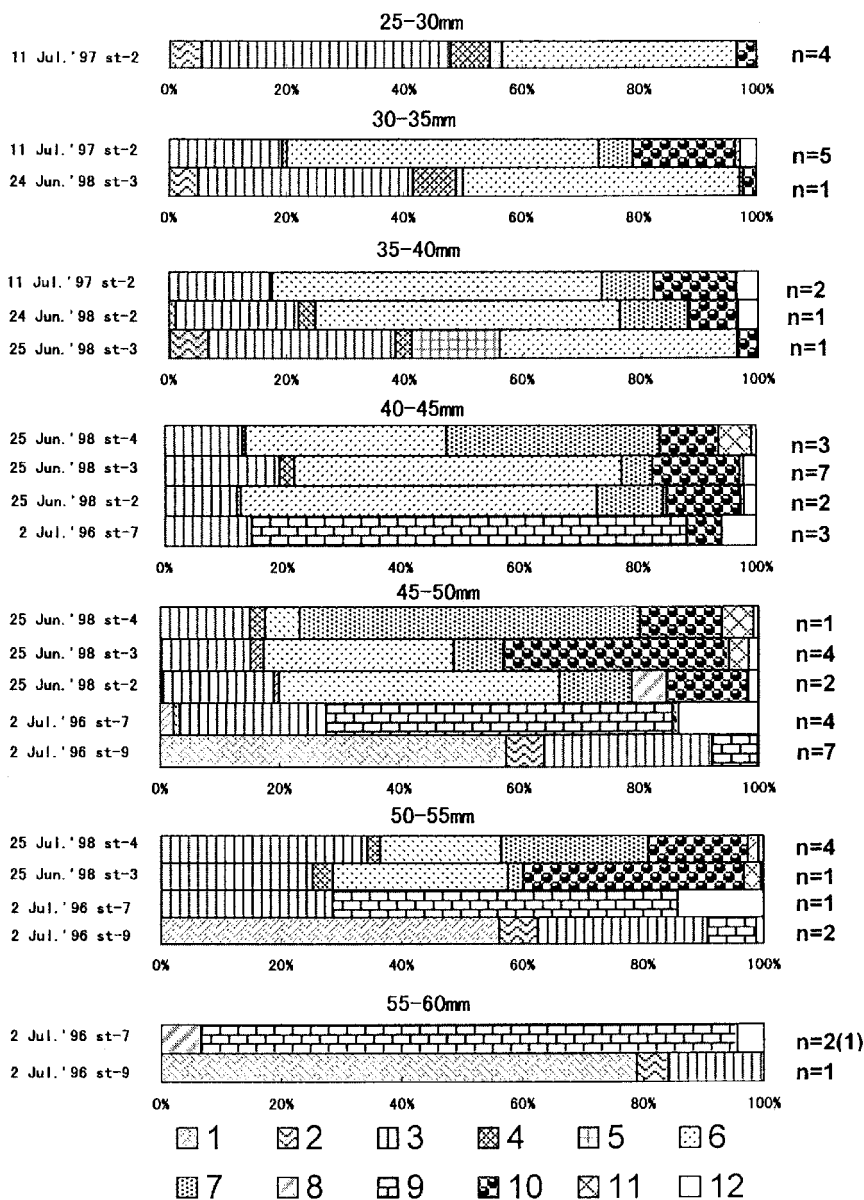 25-30mm
11 Jul.'97 st-2 n=4
0% 20% 40% 60% 80% 100%
30-35mm
11 Jul.'97 st-2 n=5
24 Jun.'98 st-3 n=1
0% 20% 40% 60% 80% 100%
35-40mm
11 Jul.'97 st-2 n=2
24 Jun.'98 st-2 n=1
25 Jun.'98 st-3 n=1
0% 20% 40% 60% 80% 100%
40-45mm
25 Jun.'98 st-4 n=3
25 Jun.'98 st-3 n=7
25 Jun.'98 st-2 n=2
2 Jul.'96 st-7 n=3
0% 20% 40% 60% 80% 100%
45-50mm
25 Jun.'98 st-4 n=1
25 Jun.'98 st-3 n=4
25 Jun.'98 st-2 n=2
2 Jul.'96 st-7 n=4
2 Jul.'96 st-9 n=7
0% 20% 40% 60% 80% 100%
50-55mm
25 Jul.'98 st-4 n=4
25 Jun.'98 st-3 n=1
2 Jul.'96 st-7 n=1
2 Jul.'96 st-9 n=2
0% 20% 40% 60% 80% 100%
55-60mm
2 Jul.'96 st-7 n=2(1)
2 Jul.'96 st-9 n=1
0% 20% 40% 60% 80% 100%
1 2 3 4 5 6
7 8 9 10 11 12